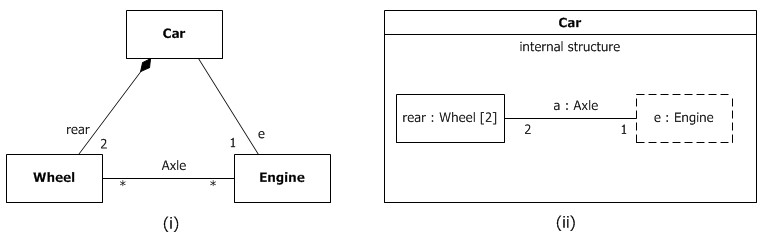 Car
rear
2
1
e
Wheel
Axle
*
*
Engine
(i)
Car
internal structure
rear : Wheel [2]
a : Axle
2
1
e : Engine
(ii)